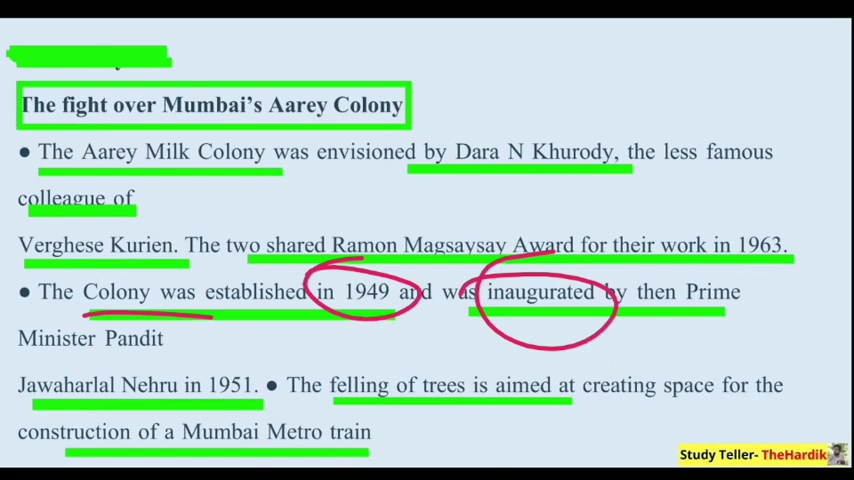 The fight over Mumbai's Aarey Colony
● The Aarey Milk Colony was envisioned by Dara N Khurody, the less famous
colleague of
Verghese Kurien. The two shared Ramon Magsaysay Award for their work in 1963.
● The Colony was established in 1949 and was inaugurated by then Prime
Minister Pandit
Jawaharlal Nehru in 1951. ● The felling of trees is aimed at creating space for the
construction of a Mumbai Metro train
Study Teller- TheHardik